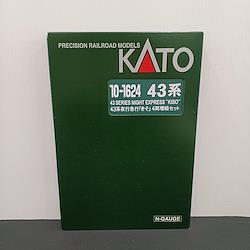 PRECISION RAILROAD MODELS
KATO
10-1624 43系
43 SERIES NIGHT EXPRESS "KISO"
43系夜行急行「きそ」4両増結セット
N-GAUGE